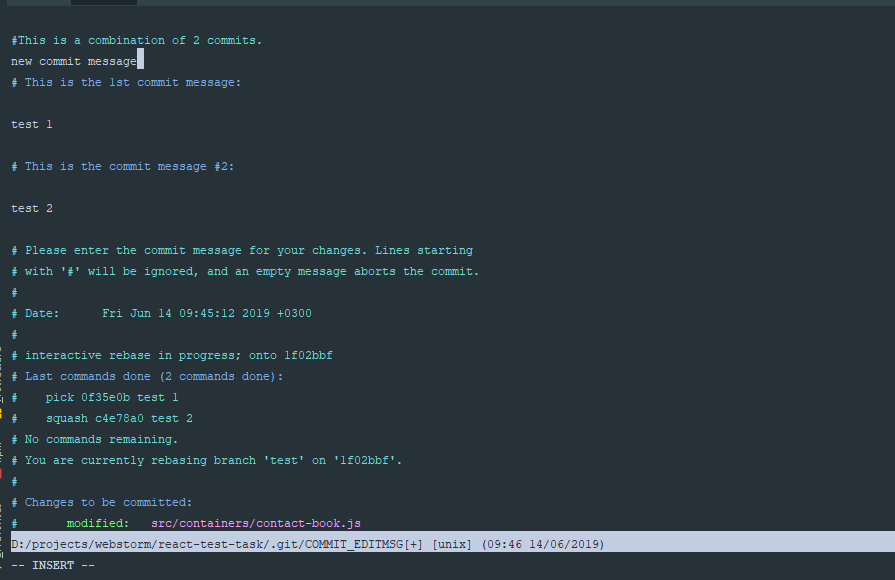 #This is a combination of 2 commits.
new commit message
# This is the 1st commit message:
test 1
# This is the commit message #2:
test 2
# Please enter the commit message for your changes. Lines starting
# with '#' will be ignored, and an empty message aborts the commit.
#
# Date:      Fri Jun 14 09:45:12 2019 +0300
#
# interactive rebase in progress; onto 1f02bbf
# Last commands done (2 commands done):
#    pick 0f35e0b test 1
#    squash c4e78a0 test 2
# No commands remaining.
# You are currently rebasing branch 'test' on '1f02bbf'.
#
# Changes to be committed:
#       modified:   src/containers/contact-book.js
D:/projects/webstorm/react-test-task/.git/COMMIT_EDITMSG[+] [unix] (09:46 14/06/2019)
-- INSERT --